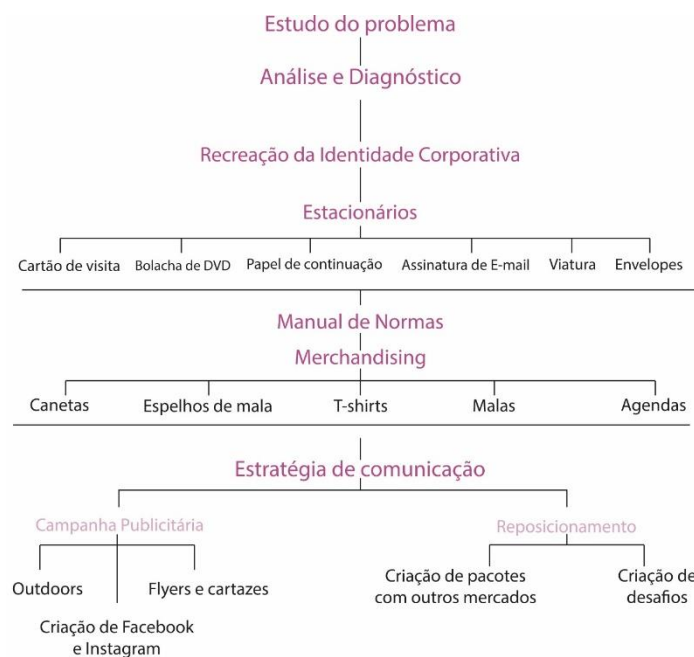 Estudo do problema
Análise e Diagnóstico
Recreação da Identidade Corporativa
Estacionários
Cartão de visita
Bolacha de DVD
Papel de continuação
Assinatura de E-mail
Viatura
Envelopes
Manual de Normas
Merchandising
Canetas
Espelhos de mala
T-shirts
Malas
Agendas
Estratégia de comunicação
Campanha Publicitária
Reposicionamento
Outdoors
Flyers e cartazes
Criação de Facebook
e Instagram
Criação de pacotes
com outros mercados
Criação de
desafios